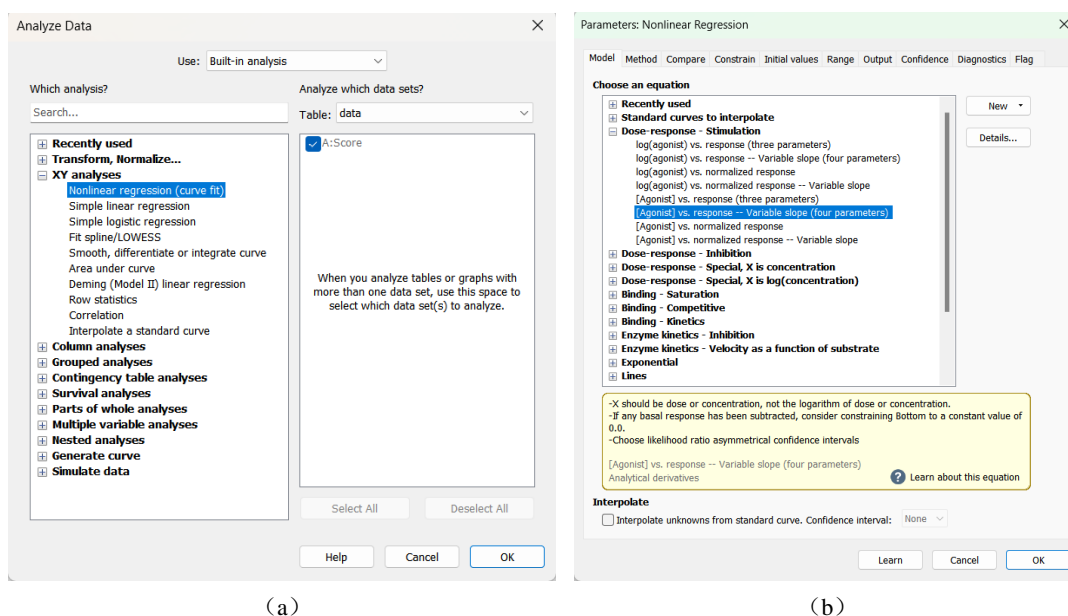 Analyze Data
Use: Built-in analysis
Which analysis?
Search...
Recently used
Transform, Normalize...
XY analyses
Nonlinear regression (curve fit)
Simple linear regression
Simple logistic regression
Fit spline/LOWESS
Smooth, differentiate or integrate curve
Area under curve
Deming (Model II) linear regression
Row statistics
Correlation
Interpolate a standard curve
Column analyses
Grouped analyses
Contingency table analyses
Survival analyses
Parts of whole analyses
Multiple variable analyses
Nested analyses
Generate curve
Simulate data
Analyze which data sets?
Table: data
A:Score
When you analyze tables or graphs with
more than one data set, use this space to
select which data set(s) to analyze.
Select All Deselect All
Help Cancel OK
(a)
Parameters: Nonlinear Regression
Model Method Compare Constrain Initial values Range Output Confidence Diagnostics Flag
Choose an equation
Recently used
Standard curves to interpolate
Dose-response - Stimulation
log(agonist) vs. response (three parameters)
log(agonist) vs. response -- Variable slope (four parameters)
log(agonist) vs. normalized response
log(agonist) vs. normalized response -- Variable slope
[Agonist] vs. response (three parameters)
[Agonist] vs. response -- Variable slope (four parameters)
[Agonist] vs. normalized response
[Agonist] vs. normalized response -- Variable slope
Dose-response - Inhibition
Dose-response - Special, X is concentration
Dose-response - Special, X is log(concentration)
Binding - Saturation
Binding - Competitive
Binding - Kinetics
Enzyme kinetics - Inhibition
Enzyme kinetics - Velocity as a function of substrate
Exponential
Lines
New
Details...
-X should be dose or concentration, not the logarithm of dose or concentration.
-If any basal response has been subtracted, consider constraining Bottom to a constant value of
0.0.
-Choose likelihood ratio asymmetrical confidence intervals
[Agonist] vs. response -- Variable slope (four parameters)
Analytical derivatives
? Learn about this equation
Interpolate
Interpolate unknowns from standard curve. Confidence interval: None
Learn Cancel OK
(b)